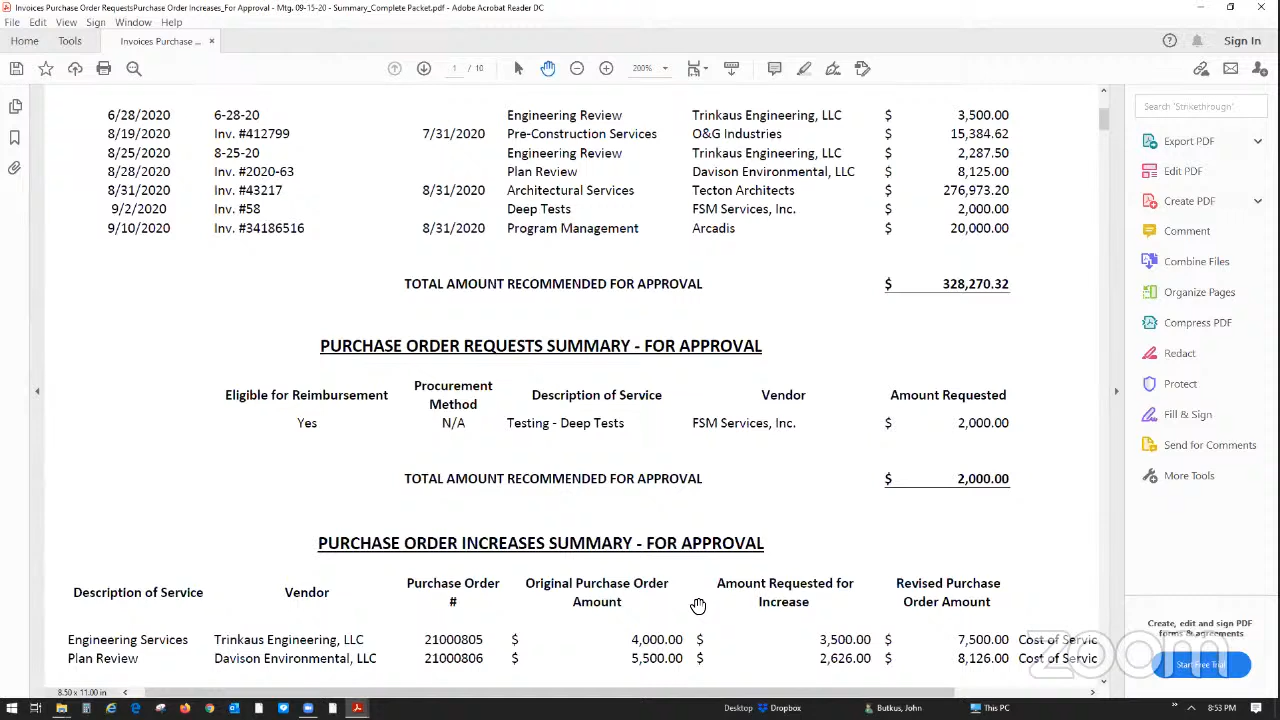 Invoices Purchase Order RequestsPurchase Order Increases_For Approval - Mtg. 09-15-20 - Summary_Complete Packet.pdf - Adobe Acrobat Reader DC
File Edit View Sign Window Help
Home Tools Invoices Purchase ... × Sign In
1 / 10 200%
6/28/2020 6-28-20 Engineering Review Trinkaus Engineering, LLC $ 3,500.00
8/19/2020 Inv. #412799 7/31/2020 Pre-Construction Services O&G Industries $ 15,384.62
8/25/2020 8-25-20 Engineering Review Trinkaus Engineering, LLC $ 2,287.50
8/28/2020 Inv. #2020-63 Plan Review Davison Environmental, LLC $ 8,125.00
8/31/2020 Inv. #43217 8/31/2020 Architectural Services Tecton Architects $ 276,973.20
9/2/2020 Inv. #58 Deep Tests FSM Services, Inc. $ 2,000.00
9/10/2020 Inv. #34186516 8/31/2020 Program Management Arcadis $ 20,000.00
TOTAL AMOUNT RECOMMENDED FOR APPROVAL $ 328,270.32
PURCHASE ORDER REQUESTS SUMMARY - FOR APPROVAL
Eligible for Reimbursement Procurement Method Description of Service Vendor Amount Requested
Yes N/A Testing - Deep Tests FSM Services, Inc. $ 2,000.00
TOTAL AMOUNT RECOMMENDED FOR APPROVAL $ 2,000.00
PURCHASE ORDER INCREASES SUMMARY - FOR APPROVAL
Description of Service Vendor Purchase Order # Original Purchase Order Amount Amount Requested for Increase Revised Purchase Order Amount
Engineering Services Trinkaus Engineering, LLC 21000805 $ 4,000.00 $ 3,500.00 $ 7,500.00 Cost of Servic
Plan Review Davison Environmental, LLC 21000806 $ 5,500.00 $ 2,626.00 $ 8,126.00 Cost of Servic
8.50 x 11.00 in
Search 'Strikethrough'
Export PDF
Edit PDF
Create PDF
Comment
Combine Files
Organize Pages
Compress PDF
Redact
Protect
Fill & Sign
Send for Comments
More Tools
Create, edit and sign PDF
forms & agreements
Start Free Trial
zoom
Desktop Dropbox Butkus, John This PC 8:53 PM